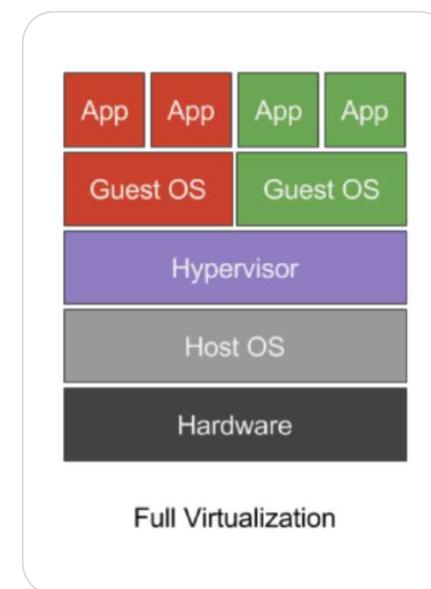 App App App App
Guest OS Guest OS
Hypervisor
Host OS
Hardware
Full Virtualization